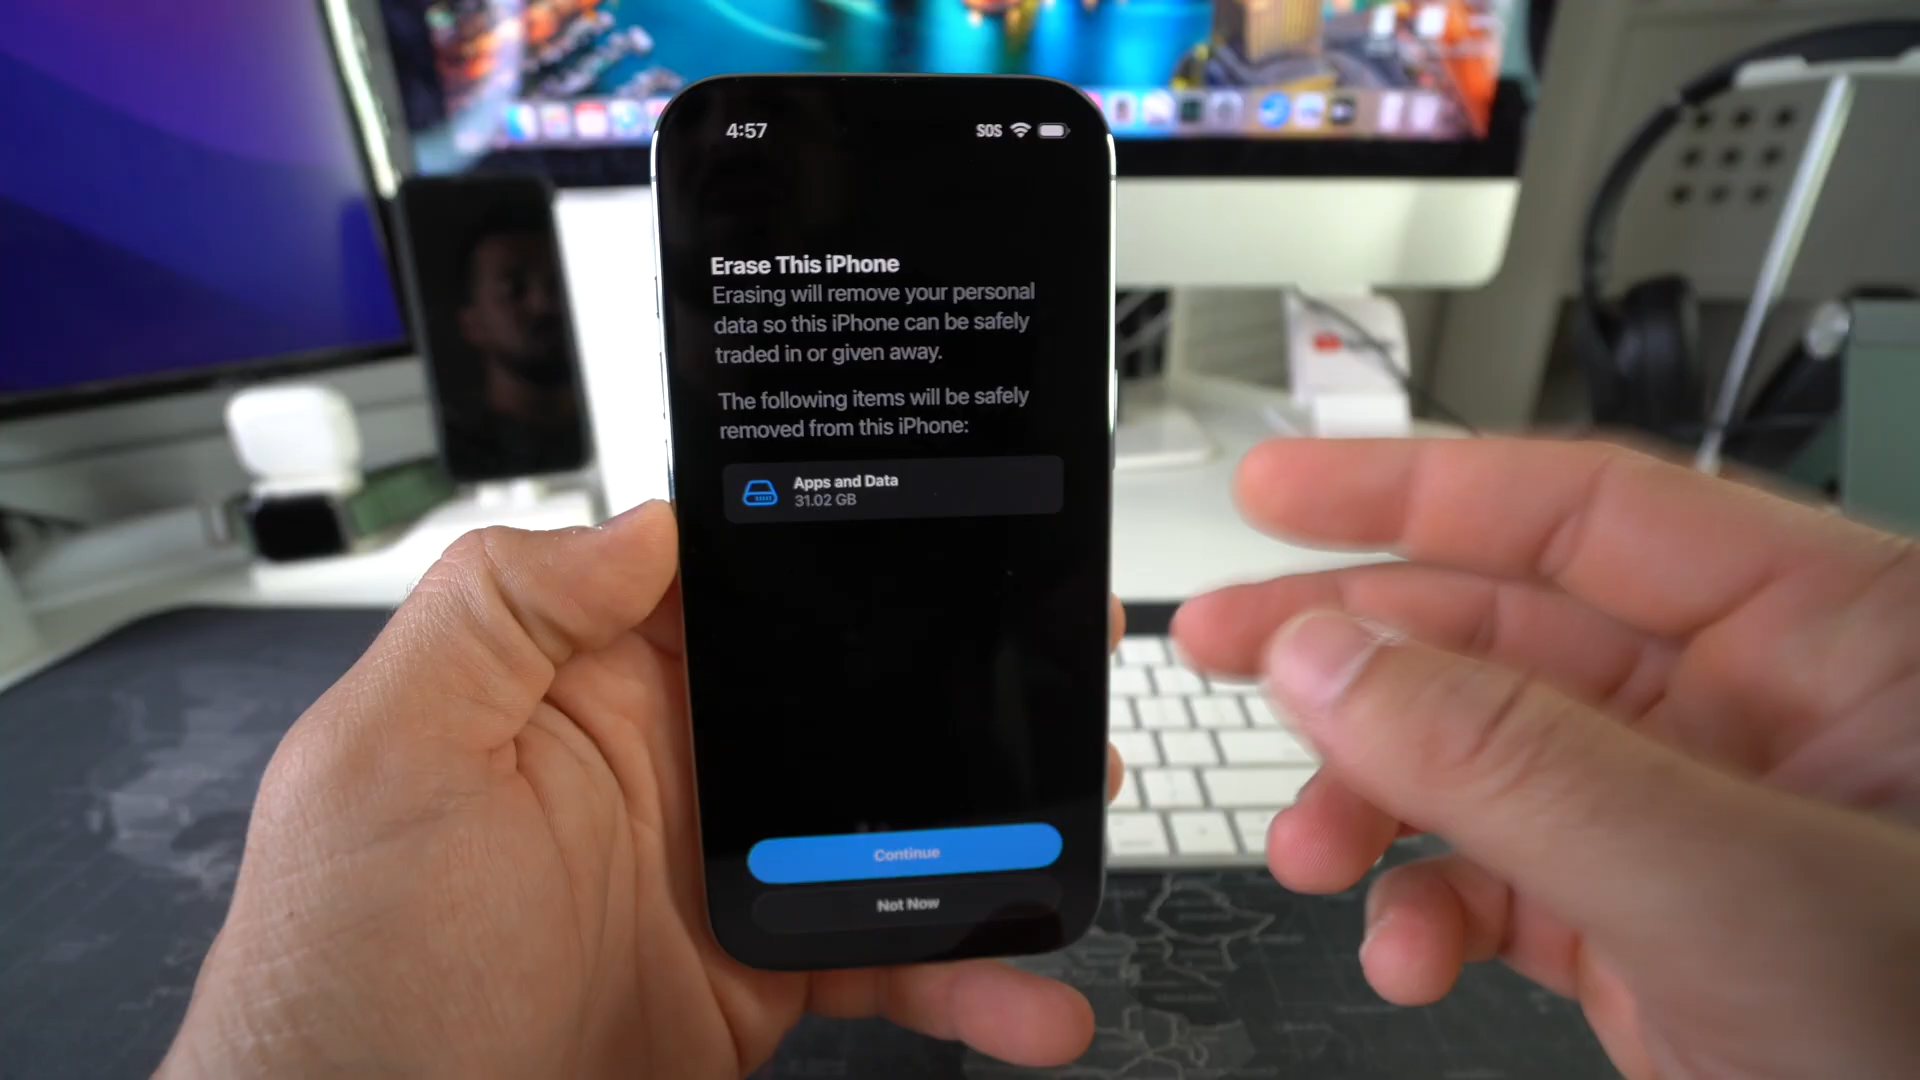 4:57 SOS
Erase This iPhone
Erasing will remove your personal
data so this iPhone can be safely
traded in or given away.
The following items will be safely
removed from this iPhone:
Apps and Data
31.02 GB
Continue
Not Now